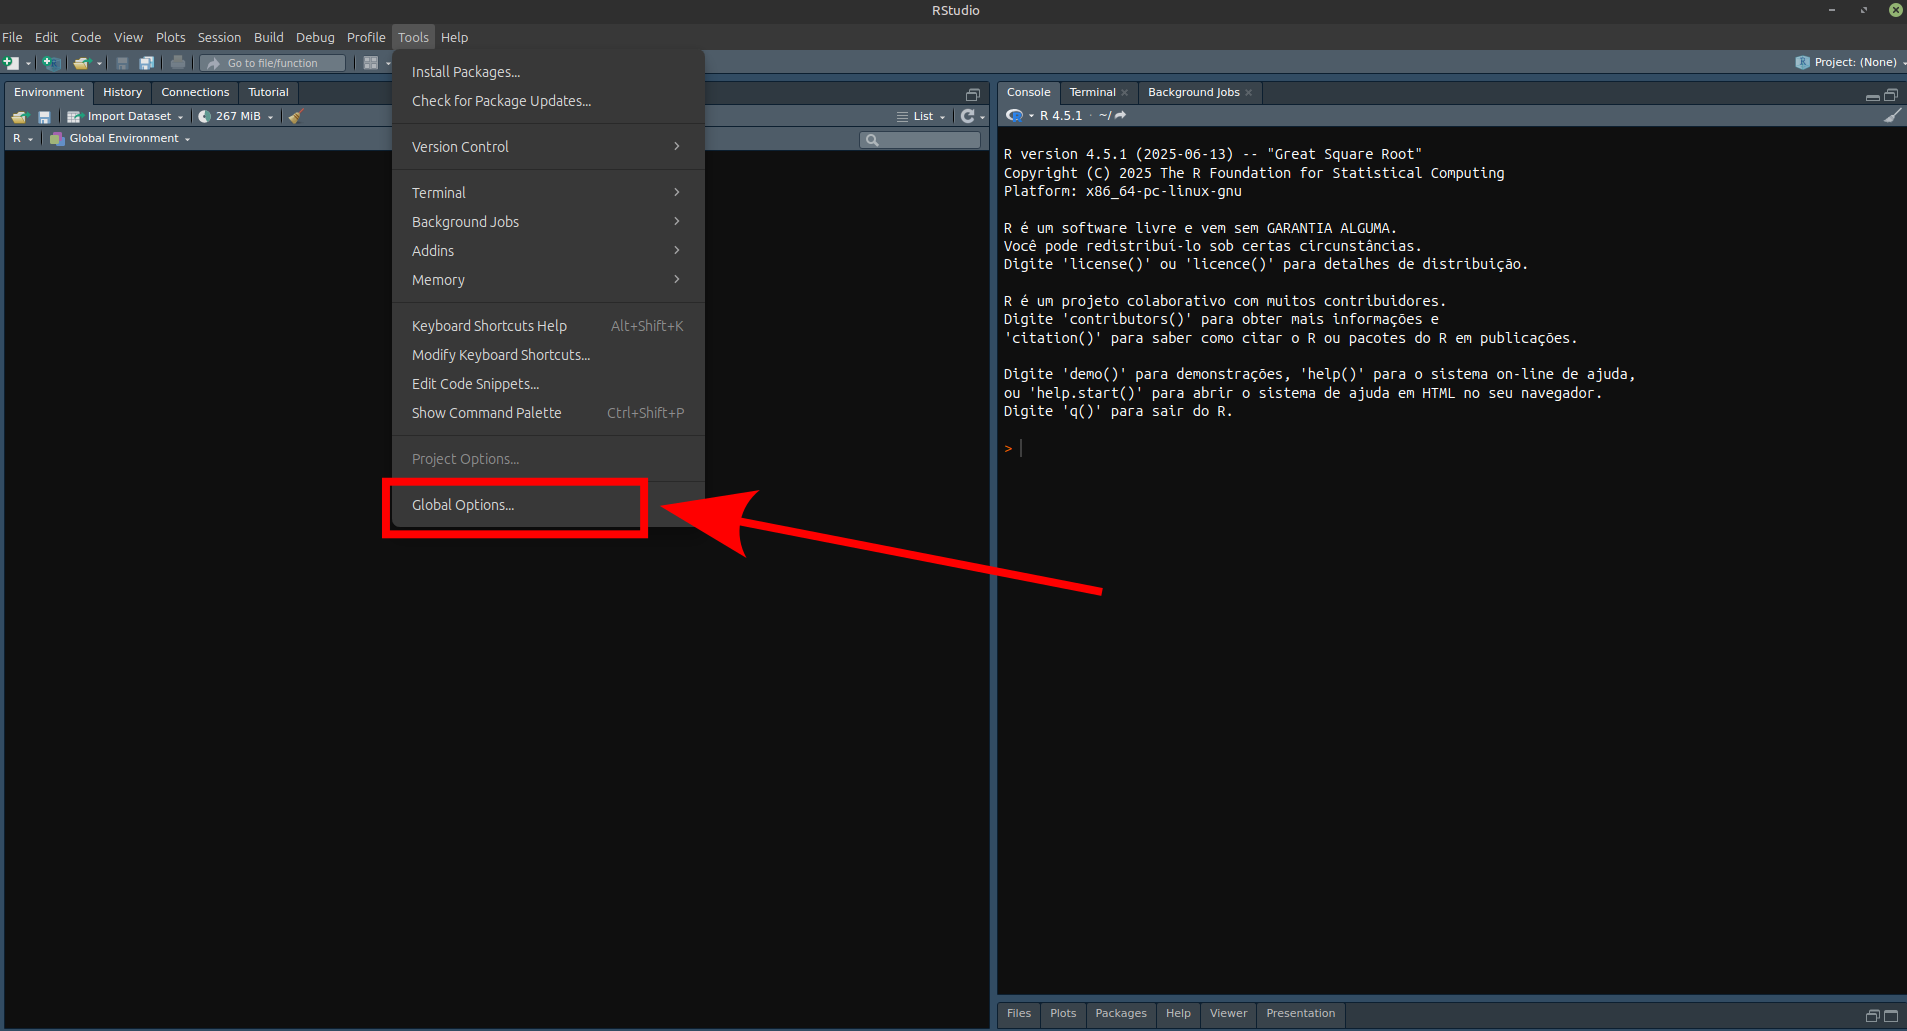 RStudio
File Edit Code View Plots Session Build Debug Profile Tools Help
Go to file/function
Project: (None)
Environment History Connections Tutorial
Import Dataset 267 MiB List
R Global Environment
Install Packages...
Check for Package Updates...
Version Control
Terminal
Background Jobs
Addins
Memory
Keyboard Shortcuts Help Alt+Shift+K
Modify Keyboard Shortcuts...
Edit Code Snippets...
Show Command Palette Ctrl+Shift+P
Project Options...
Global Options...
Console Terminal Background Jobs
R 4.5.1 · ~/
R version 4.5.1 (2025-06-13) -- "Great Square Root"
Copyright (C) 2025 The R Foundation for Statistical Computing
Platform: x86_64-pc-linux-gnu
R é um software livre e vem sem GARANTIA ALGUMA.
Você pode redistribuí-lo sob certas circunstâncias.
Digite 'license()' ou 'licence()' para detalhes de distribuição.
R é um projeto colaborativo com muitos contribuidores.
Digite 'contributors()' para obter mais informações e
'citation()' para saber como citar o R ou pacotes do R em publicações.
Digite 'demo()' para demonstrações, 'help()' para o sistema on-line de ajuda,
ou 'help.start()' para abrir o sistema de ajuda em HTML no seu navegador.
Digite 'q()' para sair do R.
>
Files Plots Packages Help Viewer Presentation